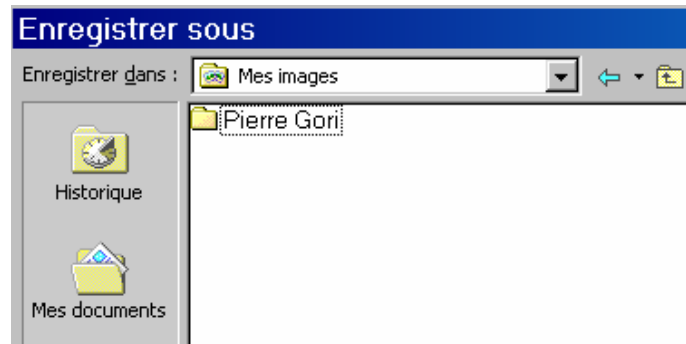 Enregistrer sous
Enregistrer dans : Mes images
Pierre Gori
Historique
Mes documents